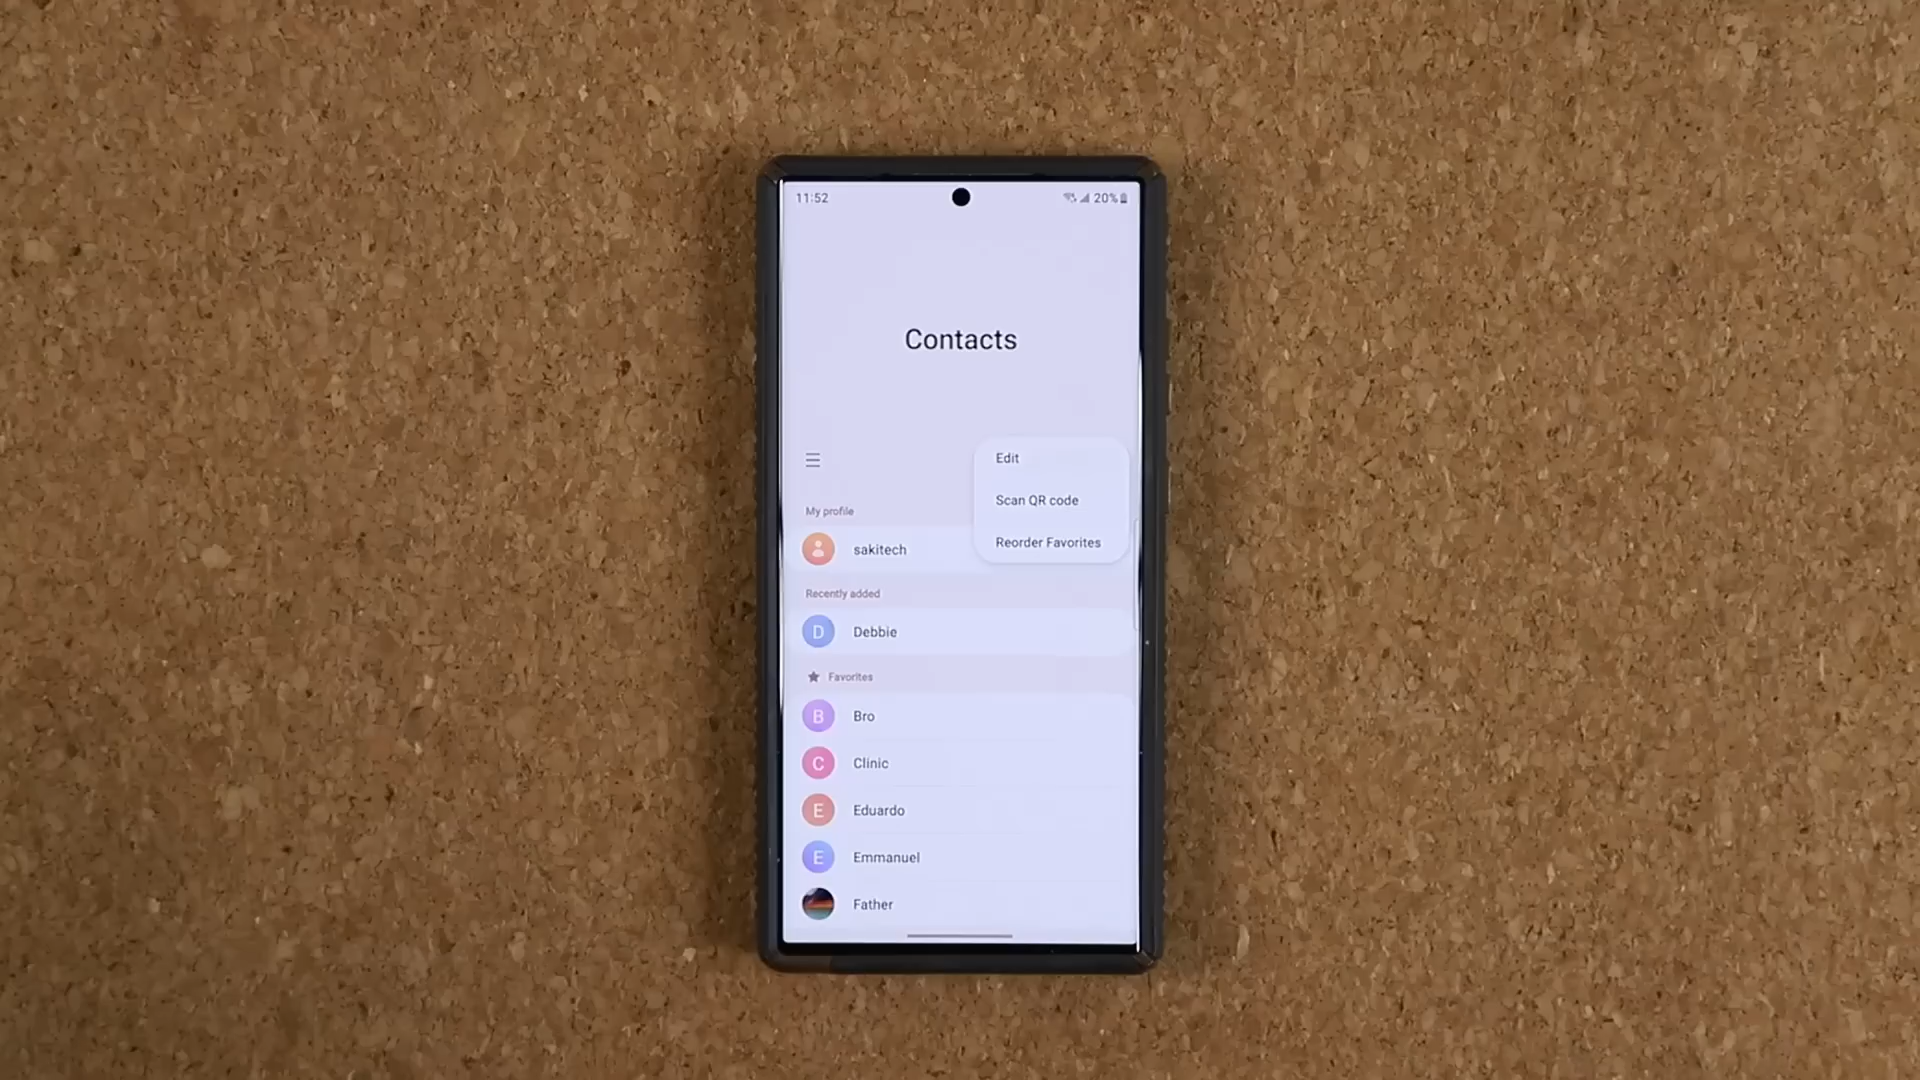 11:52
20%
Contacts
Edit
Scan QR code
Reorder Favorites
My profile
sakitech
Recently added
D Debbie
Favorites
B Bro
C Clinic
E Eduardo
E Emmanuel
Father